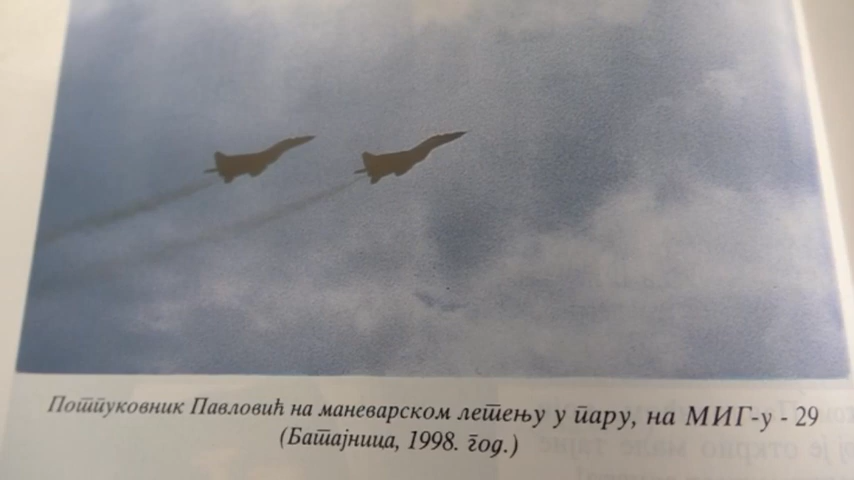 Потпуковник Павловић на маневарском летењу у пару, на МИГ-у - 29
(Батајница, 1998. год.)